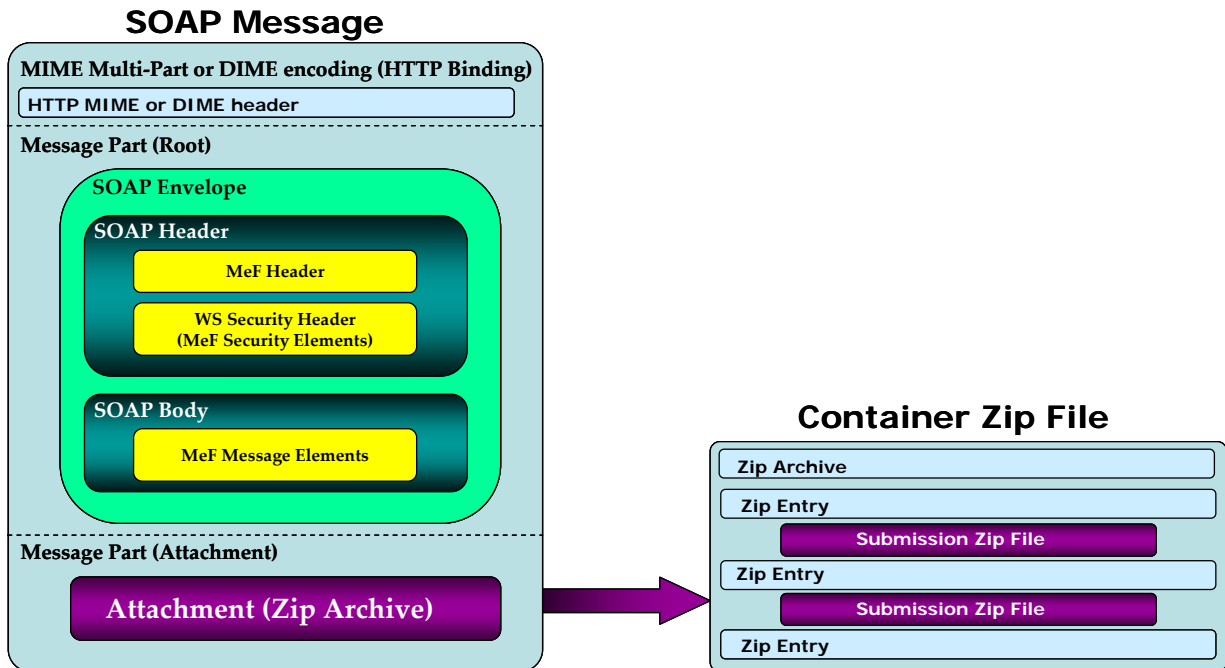 SOAP Message
MIME Multi-Part or DIME encoding (HTTP Binding)
HTTP MIME or DIME header
Message Part (Root)
SOAP Envelope
SOAP Header
MeF Header
WS Security Header
(MeF Security Elements)
SOAP Body
MeF Message Elements
Message Part (Attachment)
Attachment (Zip Archive)
Container Zip File
Zip Archive
Zip Entry
Submission Zip File
Zip Entry
Submission Zip File
Zip Entry